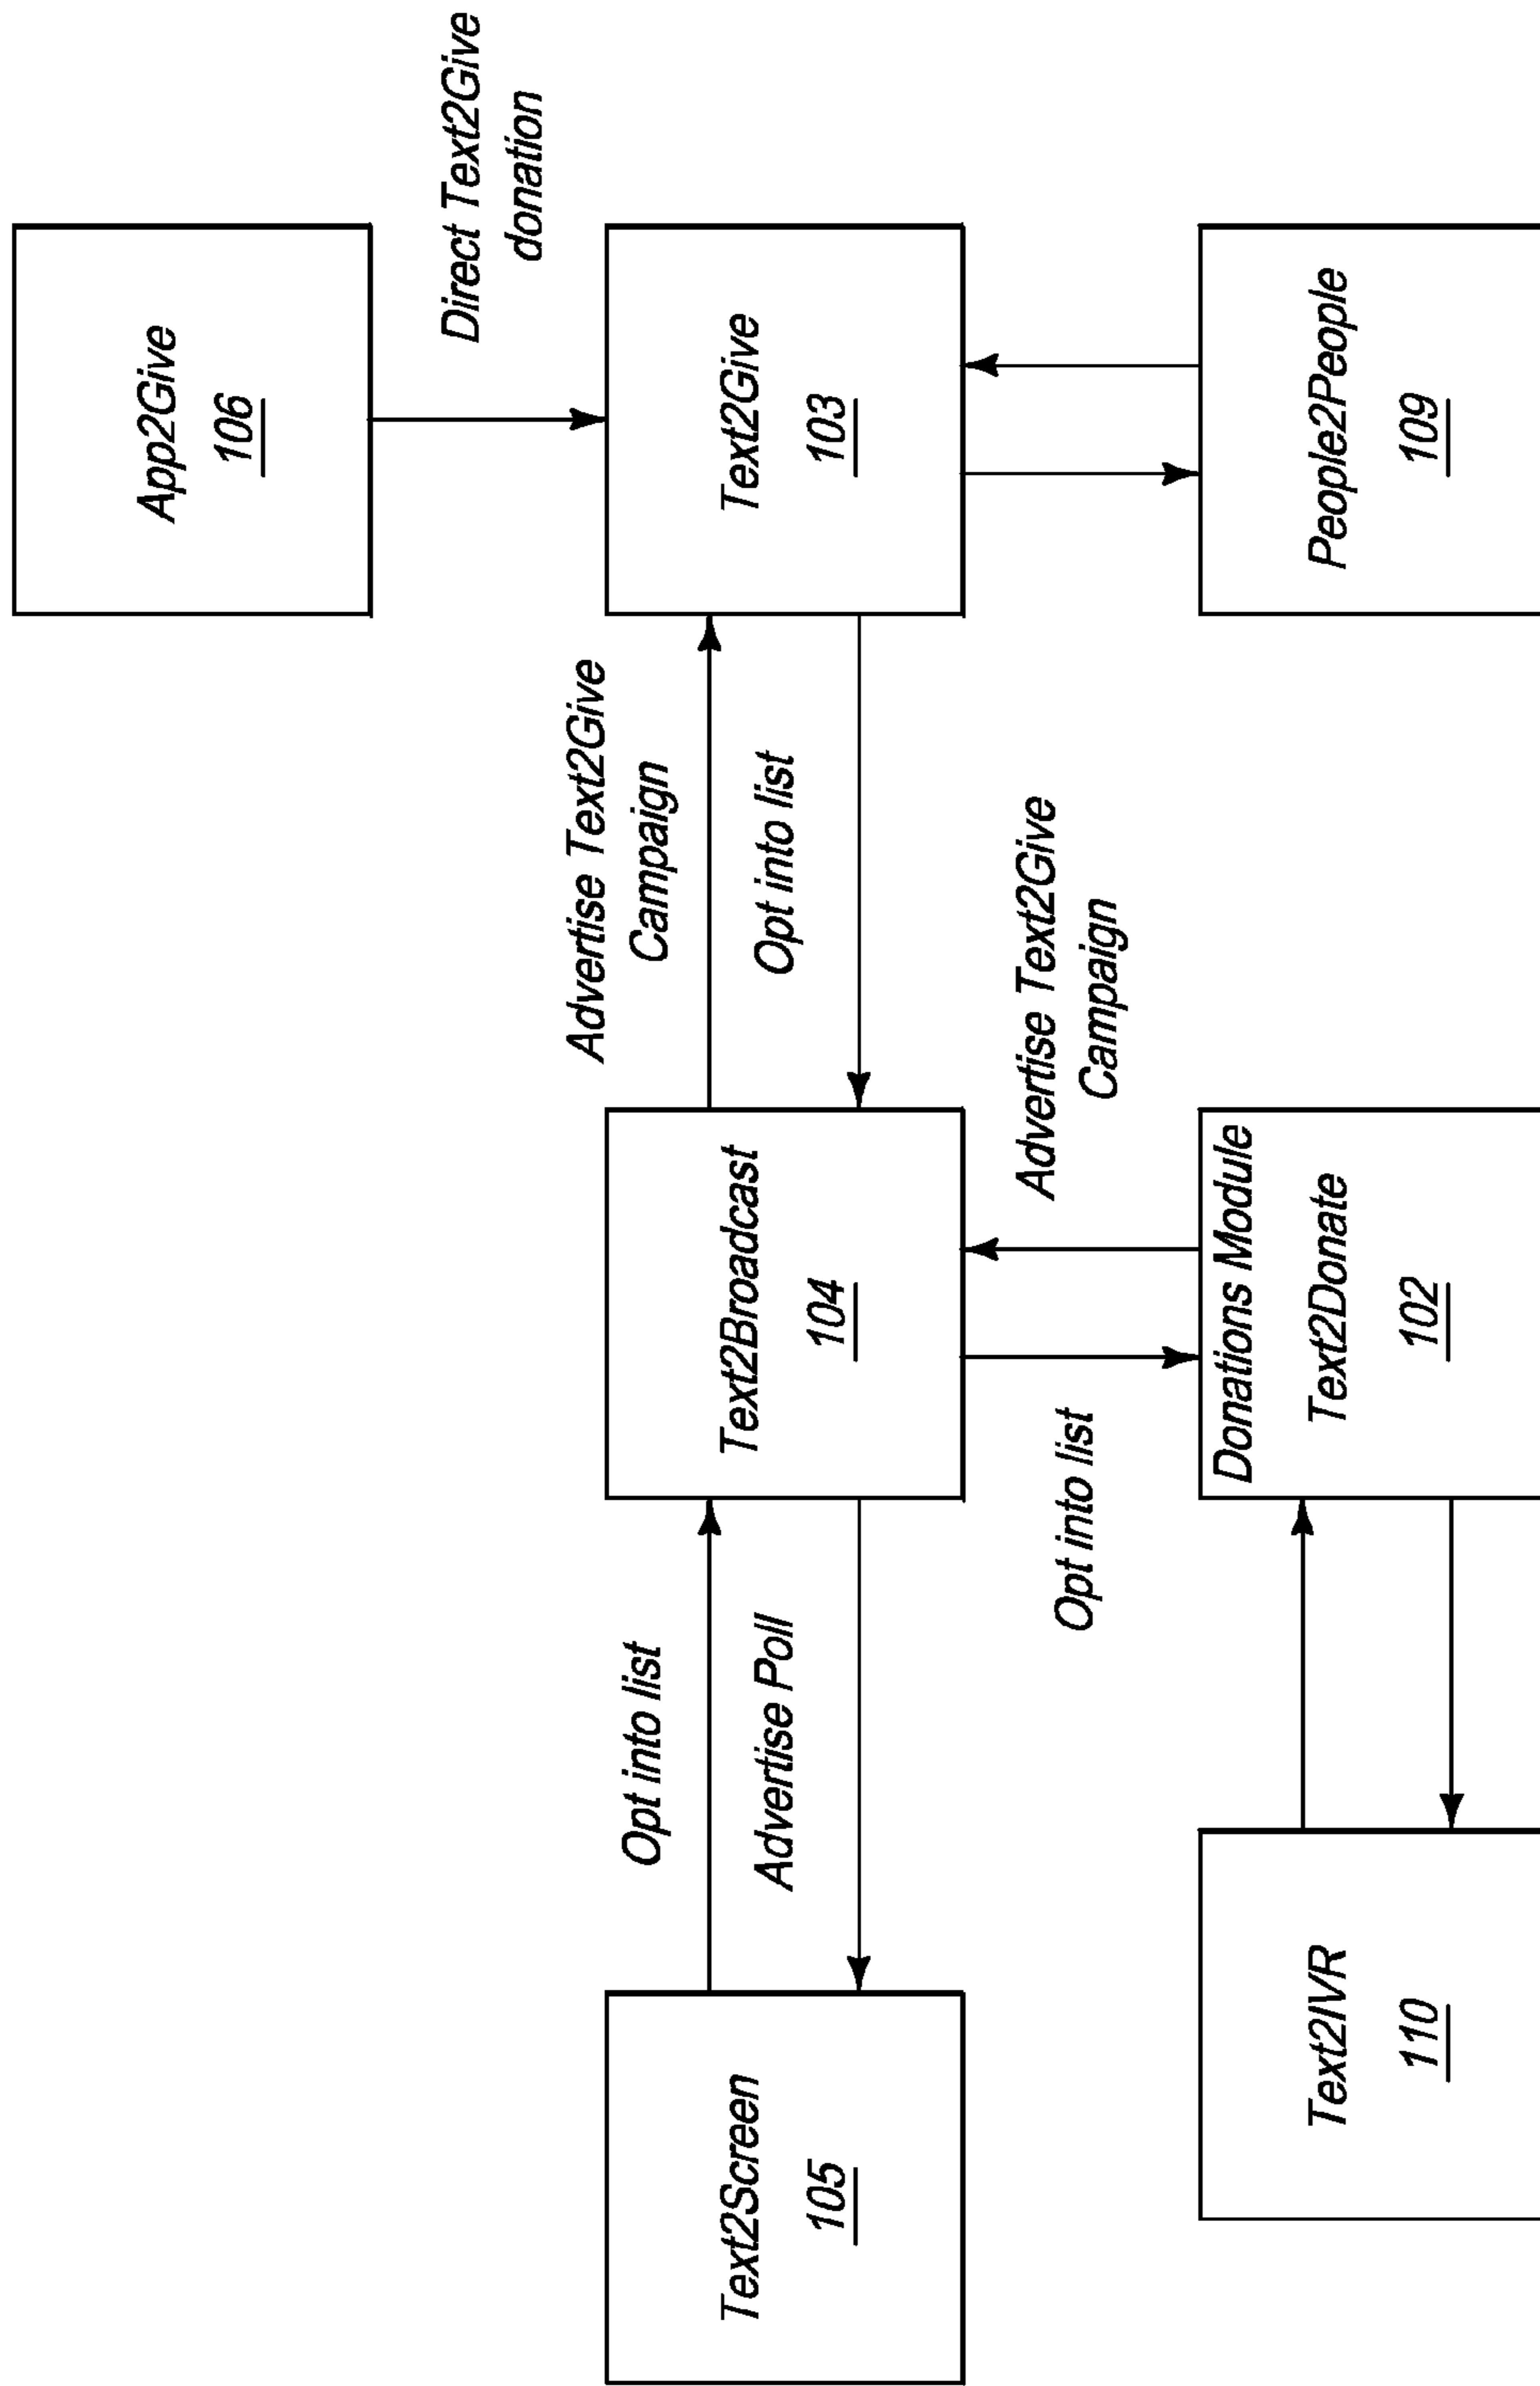 App2Give
106
Direct Text2Give
donation
Text2Screen
105
Opt into list
Advertise Poll
Text2Broadcast
104
Advertise Text2Give
Campaign
Opt into list
Text2Give
103
Opt into list
Advertise Text2Give
Campaign
Text2IVR
110
Donations Module
Text2Donate
102
People2People
109